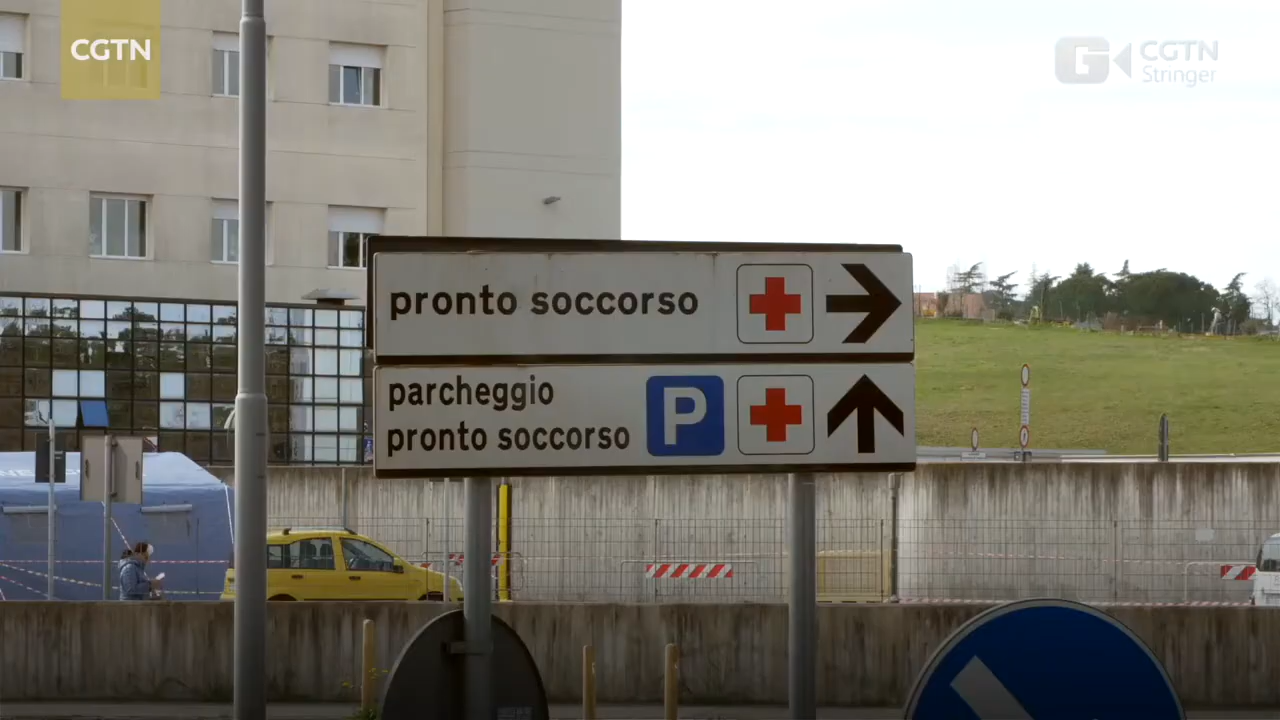 CGTN
CGTN
Stringer
pronto soccorso
parcheggio
P
pronto soccorso